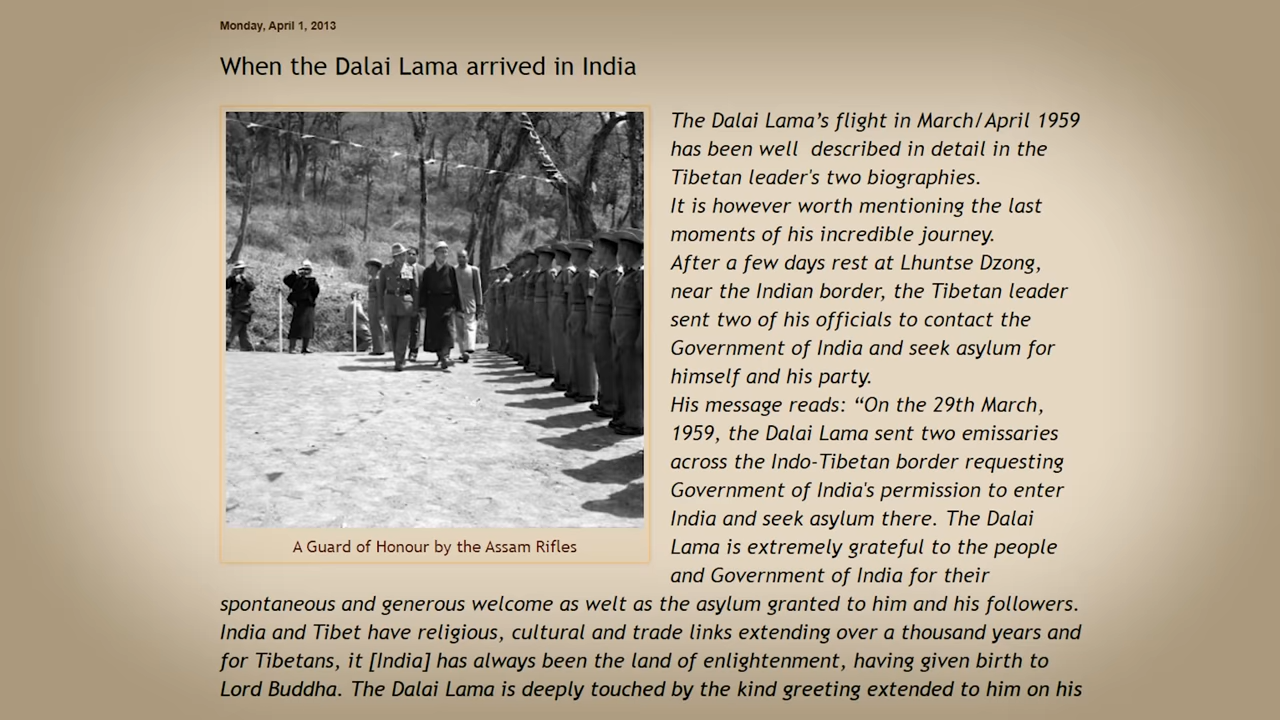 Monday, April 1, 2013
When the Dalai Lama arrived in India
The Dalai Lama’s flight in March/April 1959
has been well  described in detail in the
Tibetan leader's two biographies.
It is however worth mentioning the last
moments of his incredible journey.
After a few days rest at Lhuntse Dzong,
near the Indian border, the Tibetan leader
sent two of his officials to contact the
Government of India and seek asylum for
himself and his party.
His message reads: “On the 29th March,
1959, the Dalai Lama sent two emissaries
across the Indo-Tibetan border requesting
Government of India's permission to enter
India and seek asylum there. The Dalai
Lama is extremely grateful to the people
and Government of India for their
A Guard of Honour by the Assam Rifles
spontaneous and generous welcome as welt as the asylum granted to him and his followers.
India and Tibet have religious, cultural and trade links extending over a thousand years and
for Tibetans, it [India] has always been the land of enlightenment, having given birth to
Lord Buddha. The Dalai Lama is deeply touched by the kind greeting extended to him on his